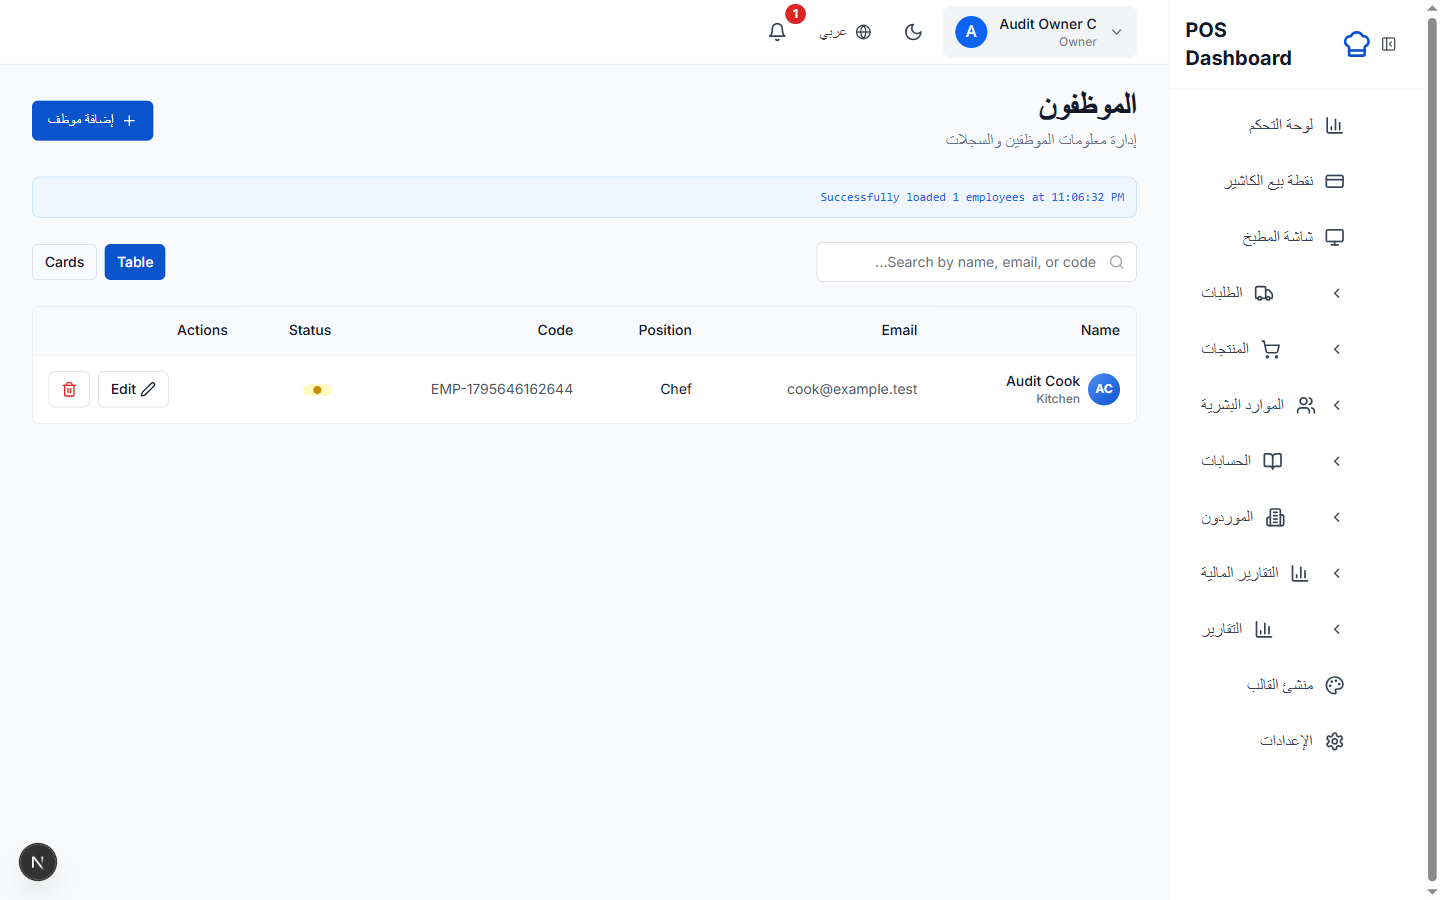 POS
Dashboard
لوحة التحكم
نقطة بيع الكاشير
شاشة المطبخ
الطلبات
المنتجات
الموارد البشرية
الحسابات
الموردون
التقارير المالية
التقارير
منشئ القالب
الإعدادات
Audit Owner C
Owner
A
عربي
1
الموظفون
إدارة معلومات الموظفين والسجلات
إضافة موظف
Successfully loaded 1 employees at 11:06:32 PM
Search by name, email, or code...
Cards
Table
Name
Email
Position
Code
Status
Actions
AC
Audit Cook
Kitchen
cook@example.test
Chef
EMP-1795646162644
Edit
N